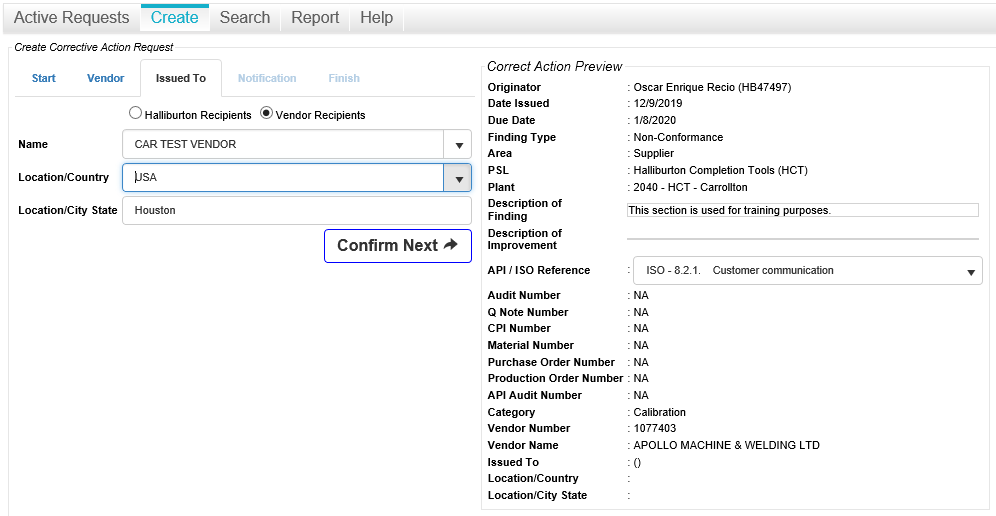 Active Requests Create Search Report Help
Create Corrective Action Request
Start Vendor Issued To Notification Finish
Halliburton Recipients Vendor Recipients
Name CAR TEST VENDOR
Location/Country USA
Location/City State Houston
Confirm Next
Correct Action Preview
Originator : Oscar Enrique Recio (HB47497)
Date Issued : 12/9/2019
Due Date : 1/8/2020
Finding Type : Non-Conformance
Area : Supplier
PSL : Halliburton Completion Tools (HCT)
Plant : 2040 - HCT - Carrollton
Description of
Finding This section is used for training purposes.
Description of
Improvement
API / ISO Reference : ISO - 8.2.1. Customer communication
Audit Number : NA
Q Note Number : NA
CPI Number : NA
Material Number : NA
Purchase Order Number : NA
Production Order Number : NA
API Audit Number : NA
Category : Calibration
Vendor Number : 1077403
Vendor Name : APOLLO MACHINE & WELDING LTD
Issued To : ()
Location/Country :
Location/City State :